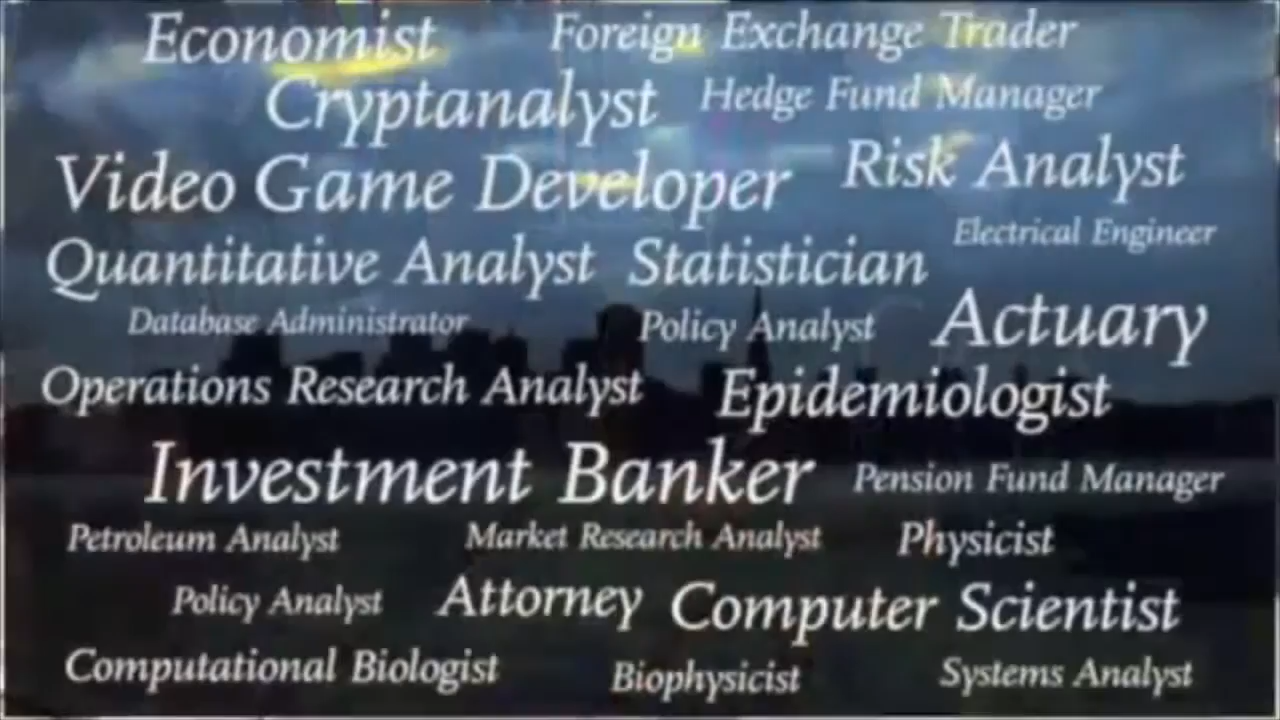 Economist Foreign Exchange Trader
Cryptanalyst Hedge Fund Manager
Video Game Developer Risk Analyst
Electrical Engineer
Quantitative Analyst Statistician
Database Administrator Policy Analyst Actuary
Operations Research Analyst Epidemiologist
Investment Banker Pension Fund Manager
Petroleum Analyst Market Research Analyst Physicist
Policy Analyst Attorney Computer Scientist
Computational Biologist Biophysicist Systems Analyst